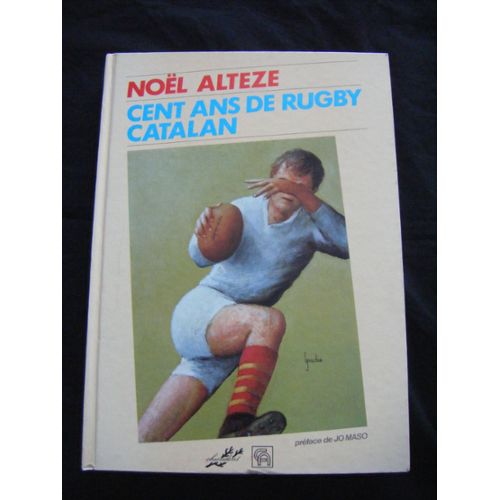 NOËL ALTEZE
CENT ANS DE RUGBY
CATALAN
préface de JO MASO